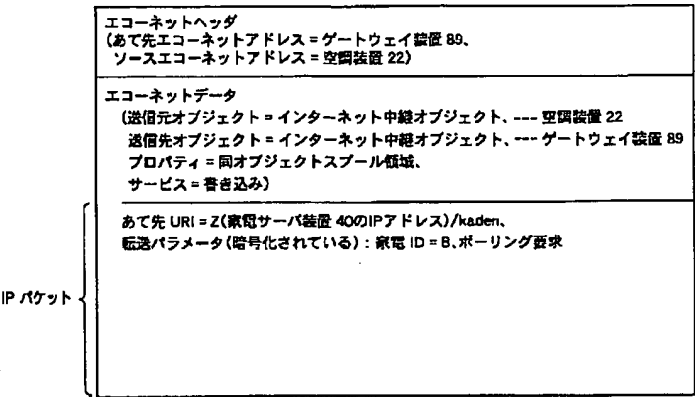 エコーネットヘッダ
(あて先エコーネットアドレス = ゲートウェイ装置 89、
ソースエコーネットアドレス = 空調装置 22)
エコーネットデータ
(送信元オブジェクト = インターネット中継オブジェクト、--- 空調装置 22
送信先オブジェクト = インターネット中継オブジェクト、--- ゲートウェイ装置 89
プロパティ = 同オブジェクトスプール領域、
サービス = 書き込み)
あて先 URI = Z(家電サーバ装置 40のIPアドレス)/kaden、
転送パラメータ(暗号化されている) : 家電 ID = B、ポーリング要求
IP パケット